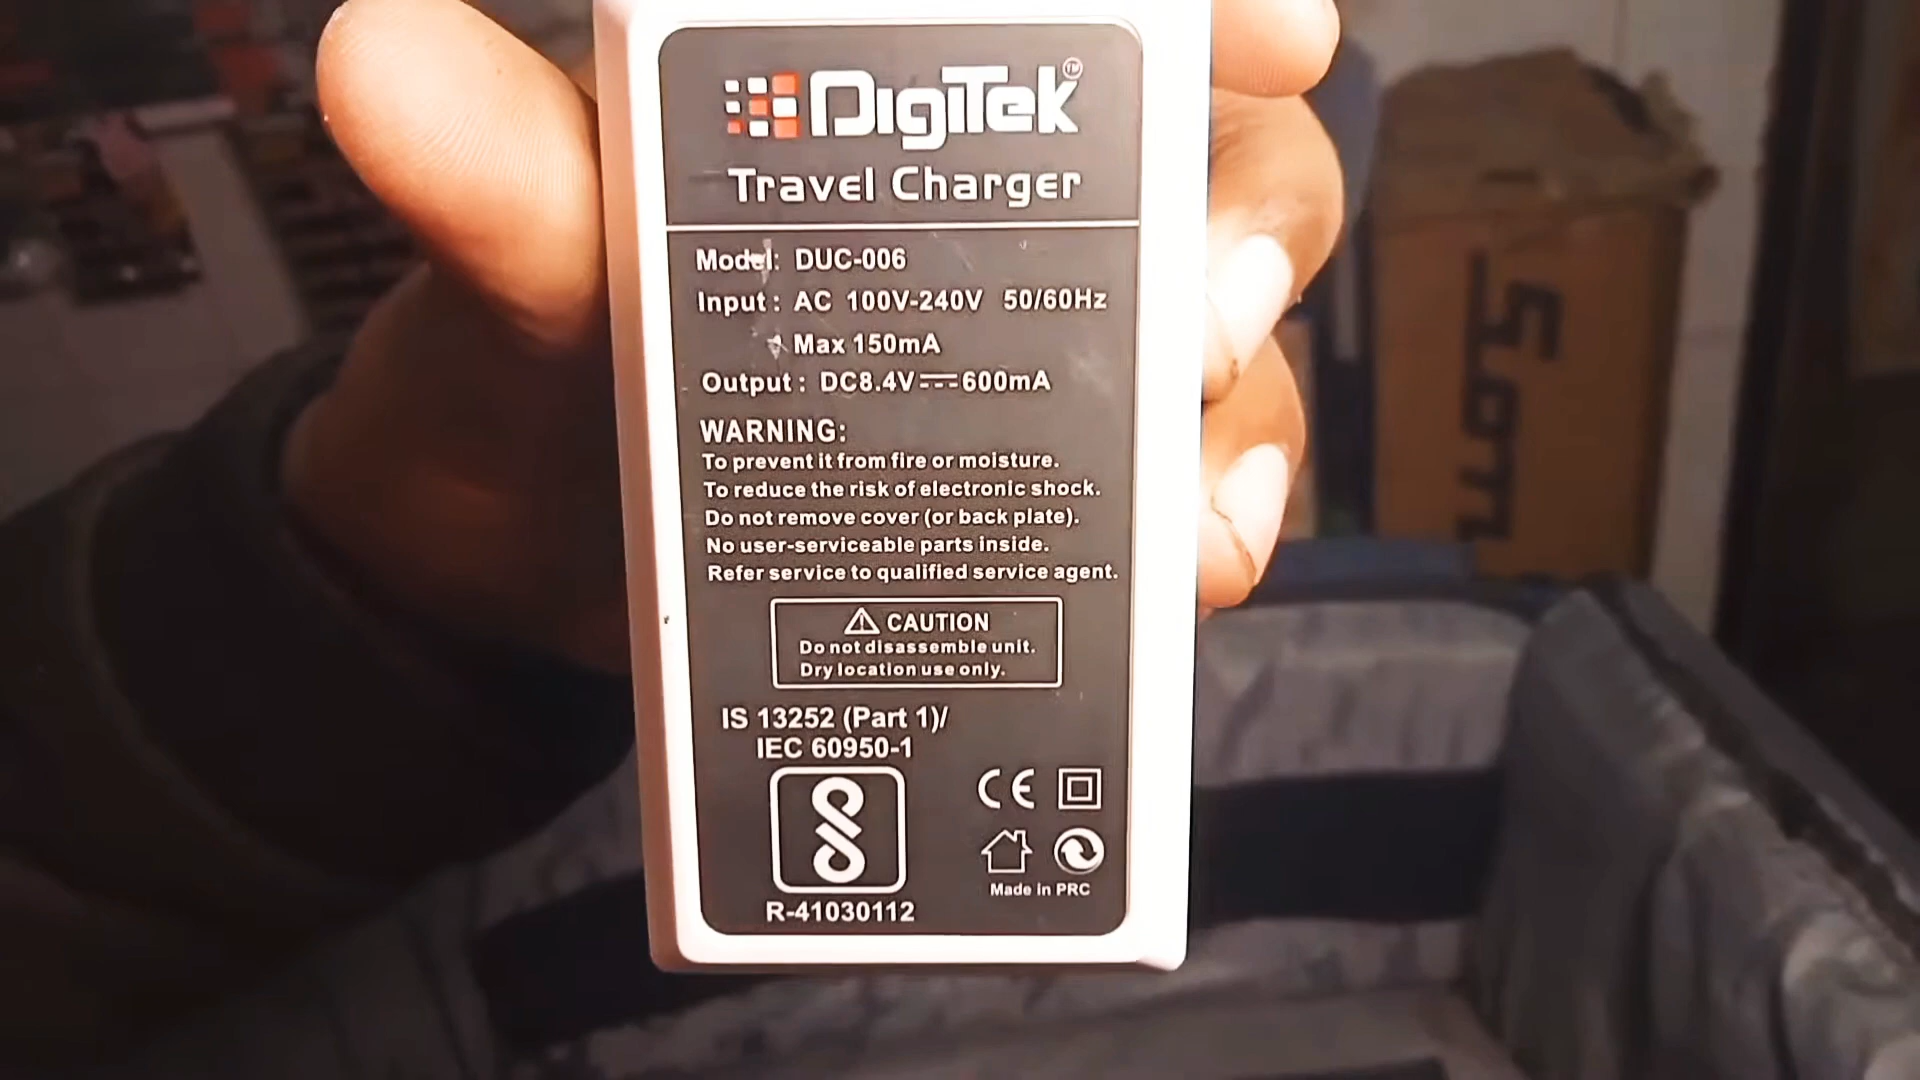 DigiTek™
Travel Charger
Model: DUC-006
Input: AC 100V-240V 50/60Hz
Max 150mA
Output: DC8.4V⎓600mA
WARNING:
To prevent it from fire or moisture.
To reduce the risk of electronic shock.
Do not remove cover (or back plate).
No user-serviceable parts inside.
Refer service to qualified service agent.
CAUTION
Do not disassemble unit.
Dry location use only.
IS 13252 (Part 1)/
IEC 60950-1
CE
Made in PRC
R-41030112